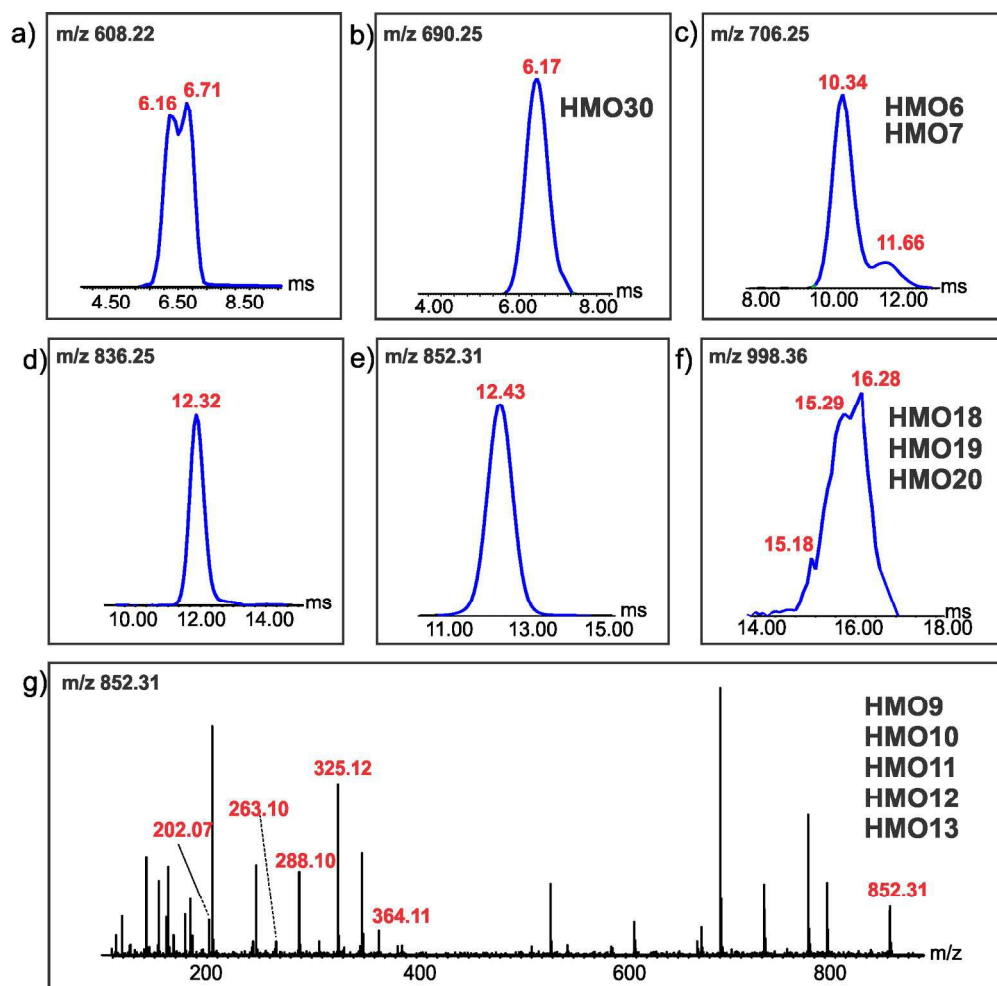 a)
m/z 608.22
6.16
6.71
4.50 6.50 8.50
ms
b)
m/z 690.25
6.17
HMO30
4.00 6.00 8.00
ms
c)
m/z 706.25
10.34
HMO6
HMO7
11.66
8.00 10.00 12.00
ms
d)
m/z 836.25
12.32
10.00 12.00 14.00
ms
e)
m/z 852.31
12.43
11.00 13.00 15.00
ms
f)
m/z 998.36
16.28
15.29
HMO18
HMO19
HMO20
15.18
14.00 16.00 18.00
ms
g)
m/z 852.31
HMO9
HMO10
HMO11
HMO12
HMO13
325.12
263.10
202.07
288.10
364.11
852.31
200 400 600 800
m/z